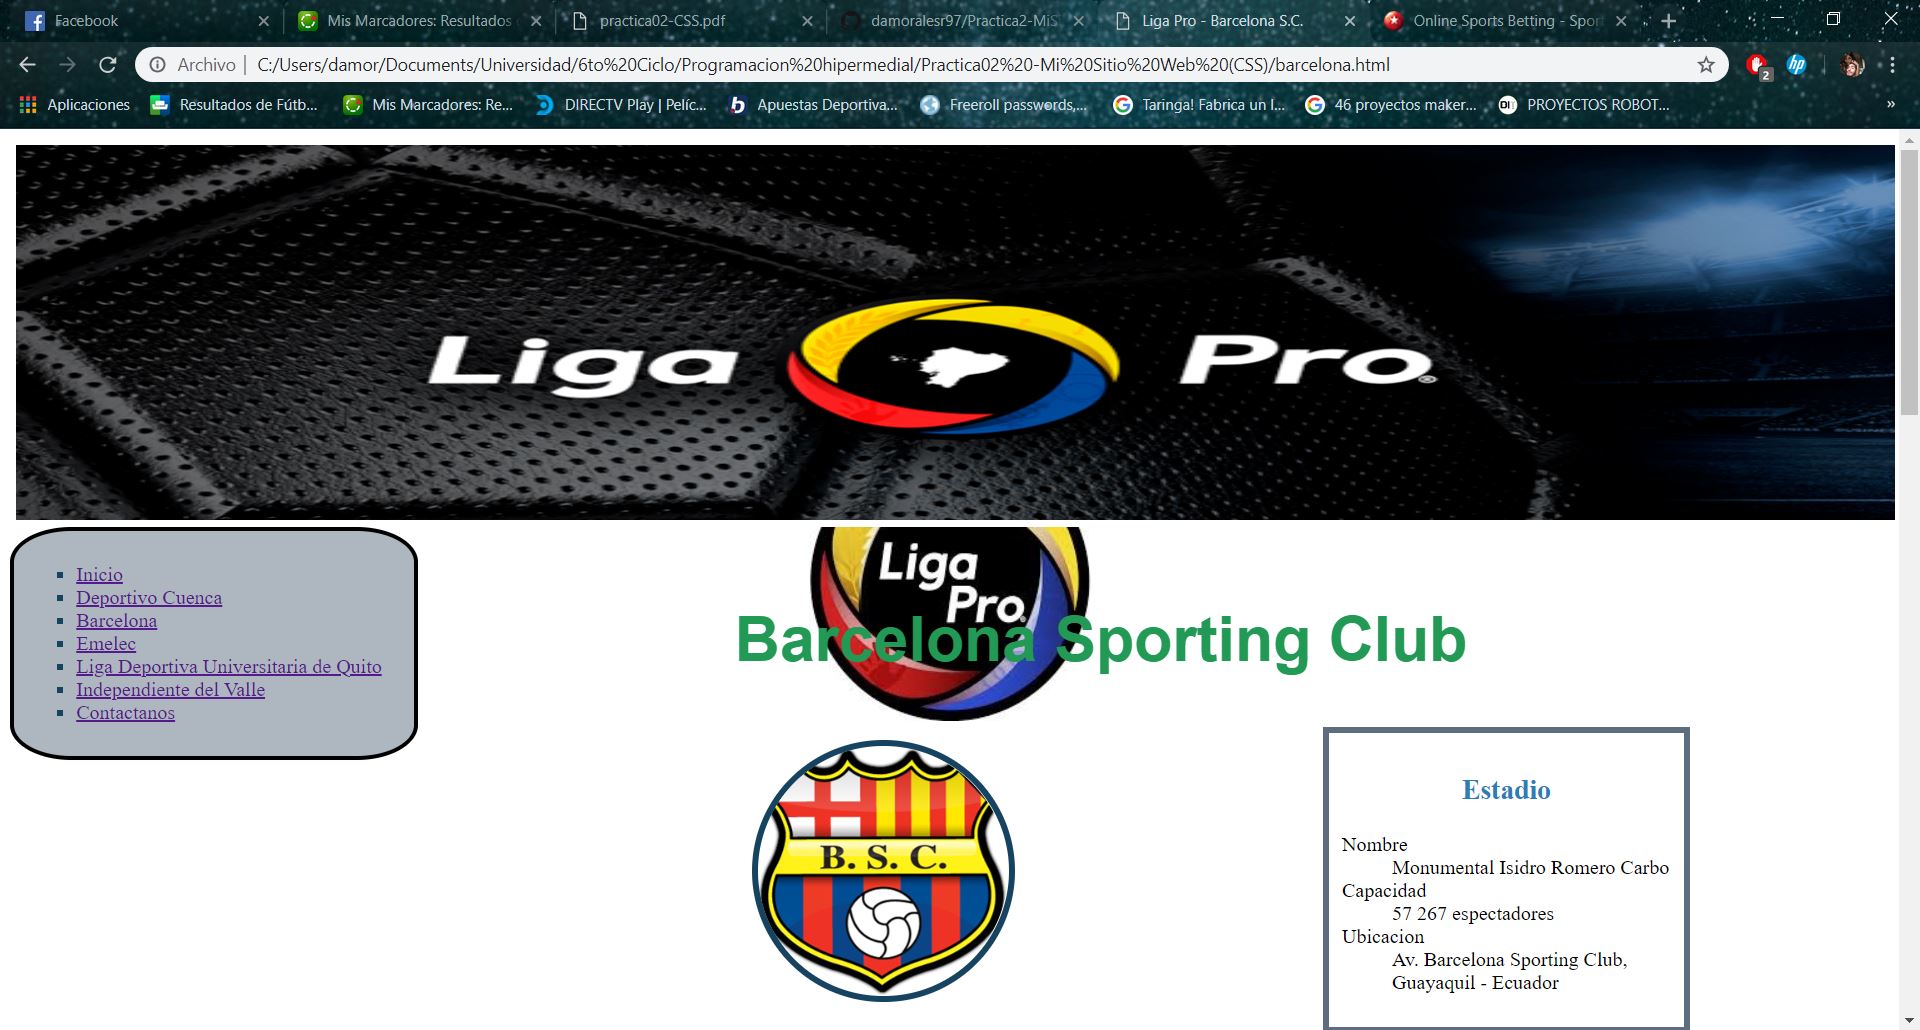 Facebook
Mis Marcadores: Resultados
practica02-CSS.pdf
damoralesr97/Practica2-MiS
Liga Pro - Barcelona S.C.
Online Sports Betting - Spor
Archivo | C:/Users/damor/Documents/Universidad/6to%20Ciclo/Programacion%20hipermedial/Practica02%20-Mi%20Sitio%20Web%20(CSS)/barcelona.html
2
hp
Aplicaciones
Resultados de Fútb...
Mis Marcadores: Re...
DIRECTV Play | Pelíc...
Apuestas Deportiva...
Freeroll passwords,...
Taringa! Fabrica un I...
46 proyectos maker...
PROYECTOS ROBOT...
»
Liga Pro®
Inicio
Deportivo Cuenca
Barcelona
Emelec
Liga Deportiva Universitaria de Quito
Independiente del Valle
Contactanos
Liga
Pro
Barcelona Sporting Club
B. S. C.
Estadio
Nombre
Monumental Isidro Romero Carbo
Capacidad
57 267 espectadores
Ubicacion
Av. Barcelona Sporting Club,
Guayaquil - Ecuador